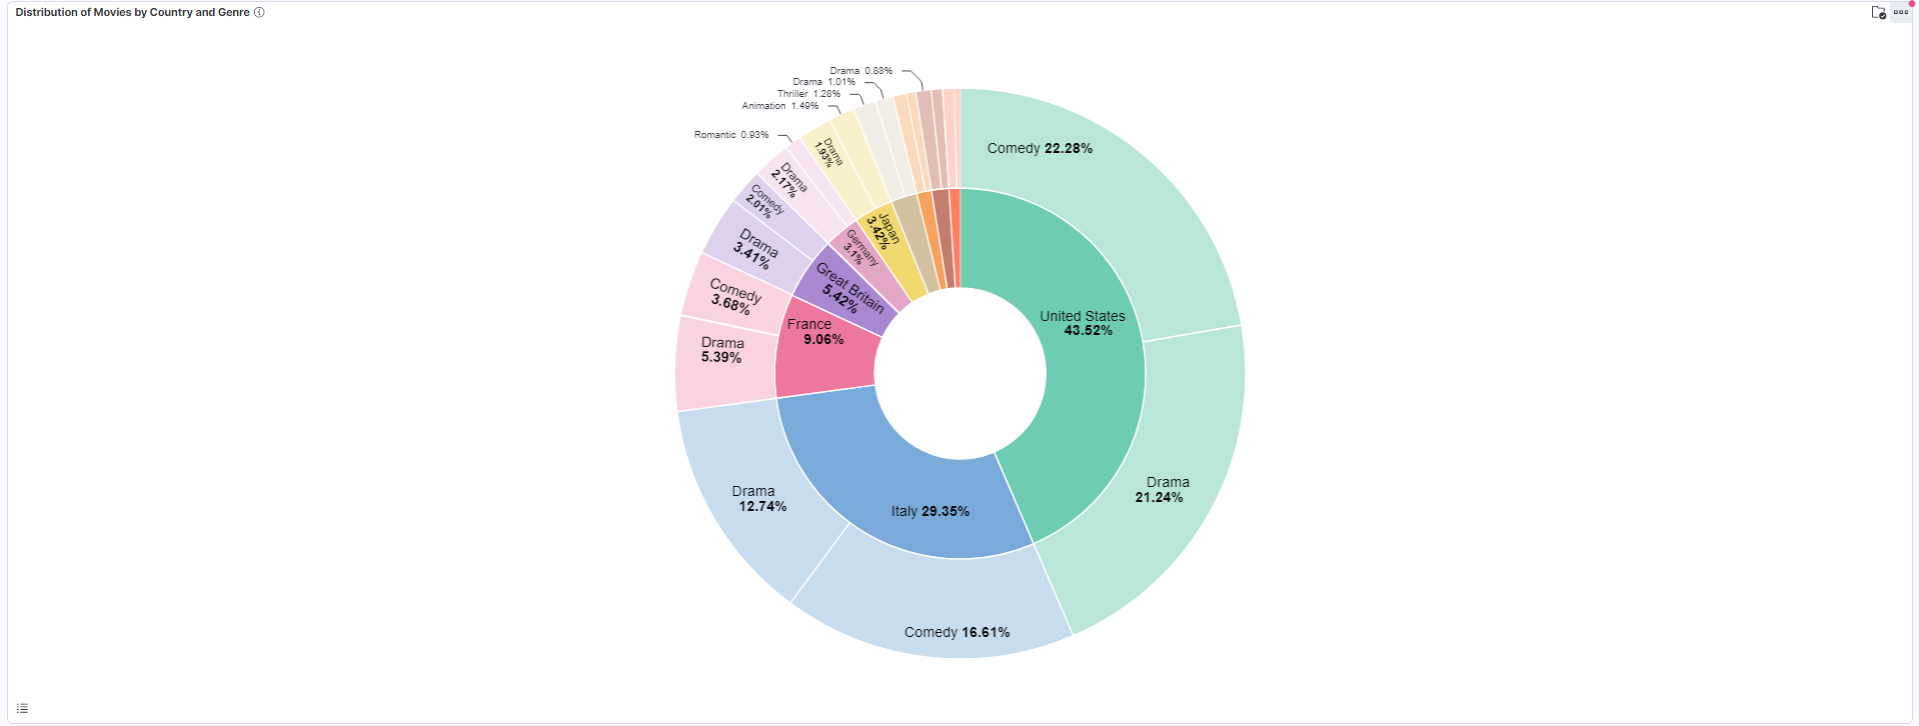 Distribution of Movies by Country and Genre
Drama 0.88%
Drama 1.01%
Thriller 1.28%
Animation 1.49%
Romantic 0.93%
Drama
1.93%
Drama
2.17%
Comedy
2.01%
Drama
3.41%
Comedy
3.68%
Drama
5.39%
Drama
12.74%
Comedy 16.61%
Drama
21.24%
Comedy 22.28%
United States
43.52%
Italy 29.35%
France
9.06%
Great Britain
5.42%
Germany
3.1%
Japan
3.42%